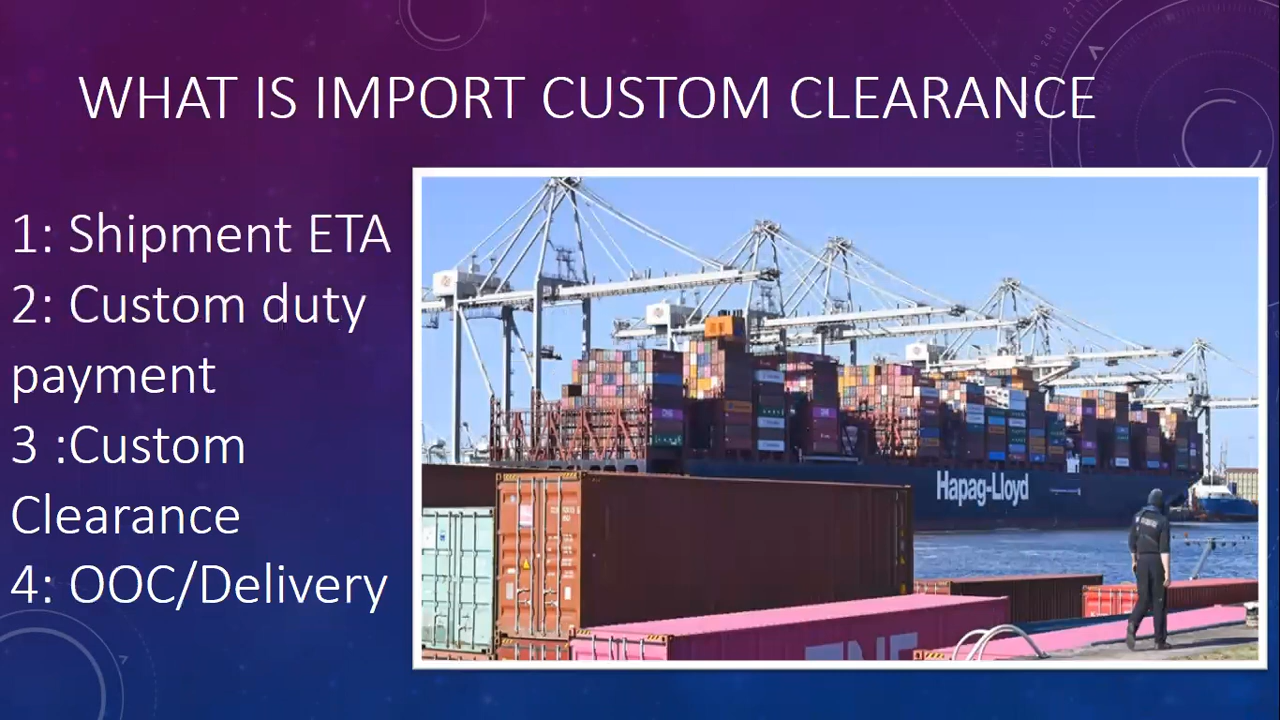 WHAT IS IMPORT CUSTOM CLEARANCE
1: Shipment ETA
2: Custom duty
payment
3 :Custom
Clearance
4: OOC/Delivery
Hapag-Lloyd